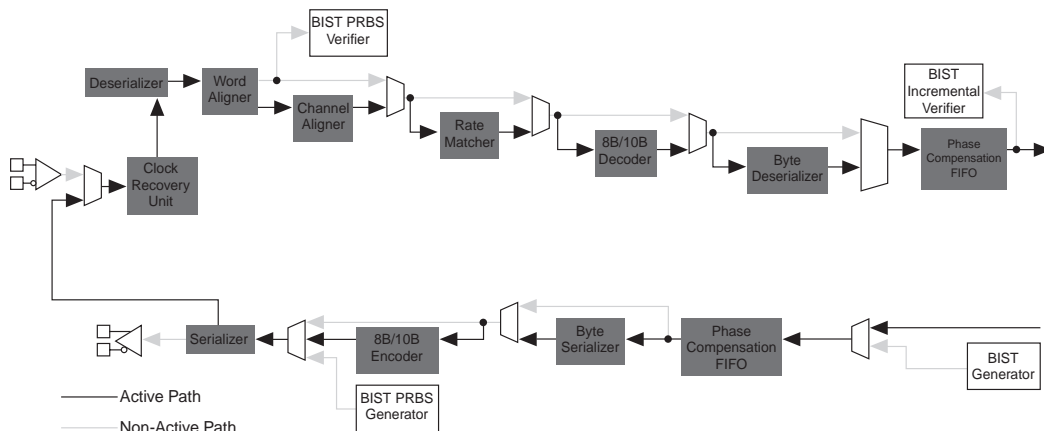 BIST PRBS
Verifier
Deserializer
Word
Aligner
Channel
Aligner
Rate
Matcher
8B/10B
Decoder
Byte
Deserializer
BIST
Incremental
Verifier
Phase
Compensation
FIFO
Clock
Recovery
Unit
Serializer
8B/10B
Encoder
BIST PRBS
Generator
Byte
Serializer
Phase
Compensation
FIFO
BIST
Generator
Active Path
Non-Active Path